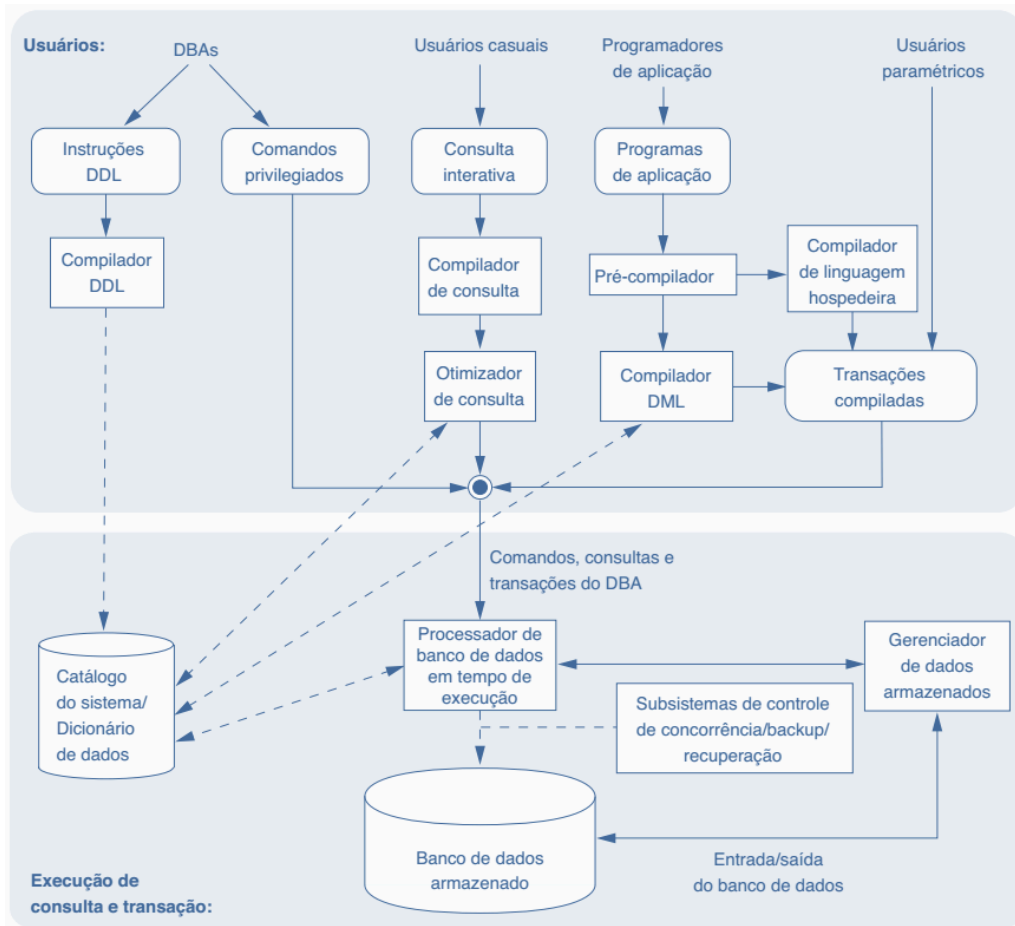 Usuários:
DBAs
Usuários casuais
Programadores
de aplicação
Usuários
paramétricos
Instruções
DDL
Comandos
privilegiados
Consulta
interativa
Programas
de aplicação
Compilador
DDL
Compilador
de consulta
Pré-compilador
Compilador
de linguagem
hospedeira
Otimizador
de consulta
Compilador
DML
Transações
compiladas
Comandos, consultas e
transações do DBA
Catálogo
do sistema/
Dicionário
de dados
Processador de
banco de dados
em tempo de
execução
Gerenciador
de dados
armazenados
Subsistemas de controle
de concorrência/backup/
recuperação
Banco de dados
armazenado
Entrada/saída
do banco de dados
Execução de
consulta e transação: